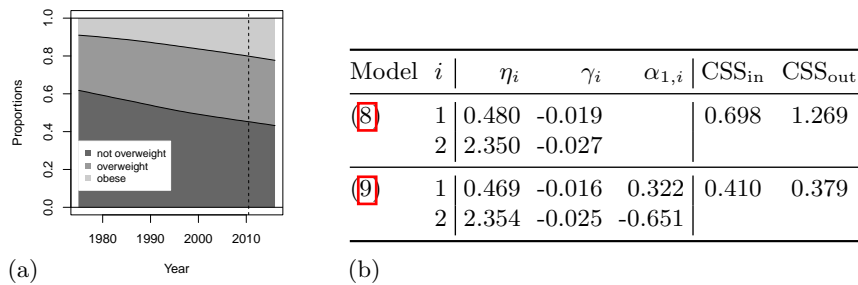 1.0
0.8
0.6
0.4
0.2
0.0
Proportions
not overweight
overweight
obese
1980 1990 2000 2010
Year
(a)
Model i ηi γi α1,i CSSin CSSout
(8) 1 0.480 -0.019 0.698 1.269
2 2.350 -0.027
(9) 1 0.469 -0.016 0.322 0.410 0.379
2 2.354 -0.025 -0.651
(b)